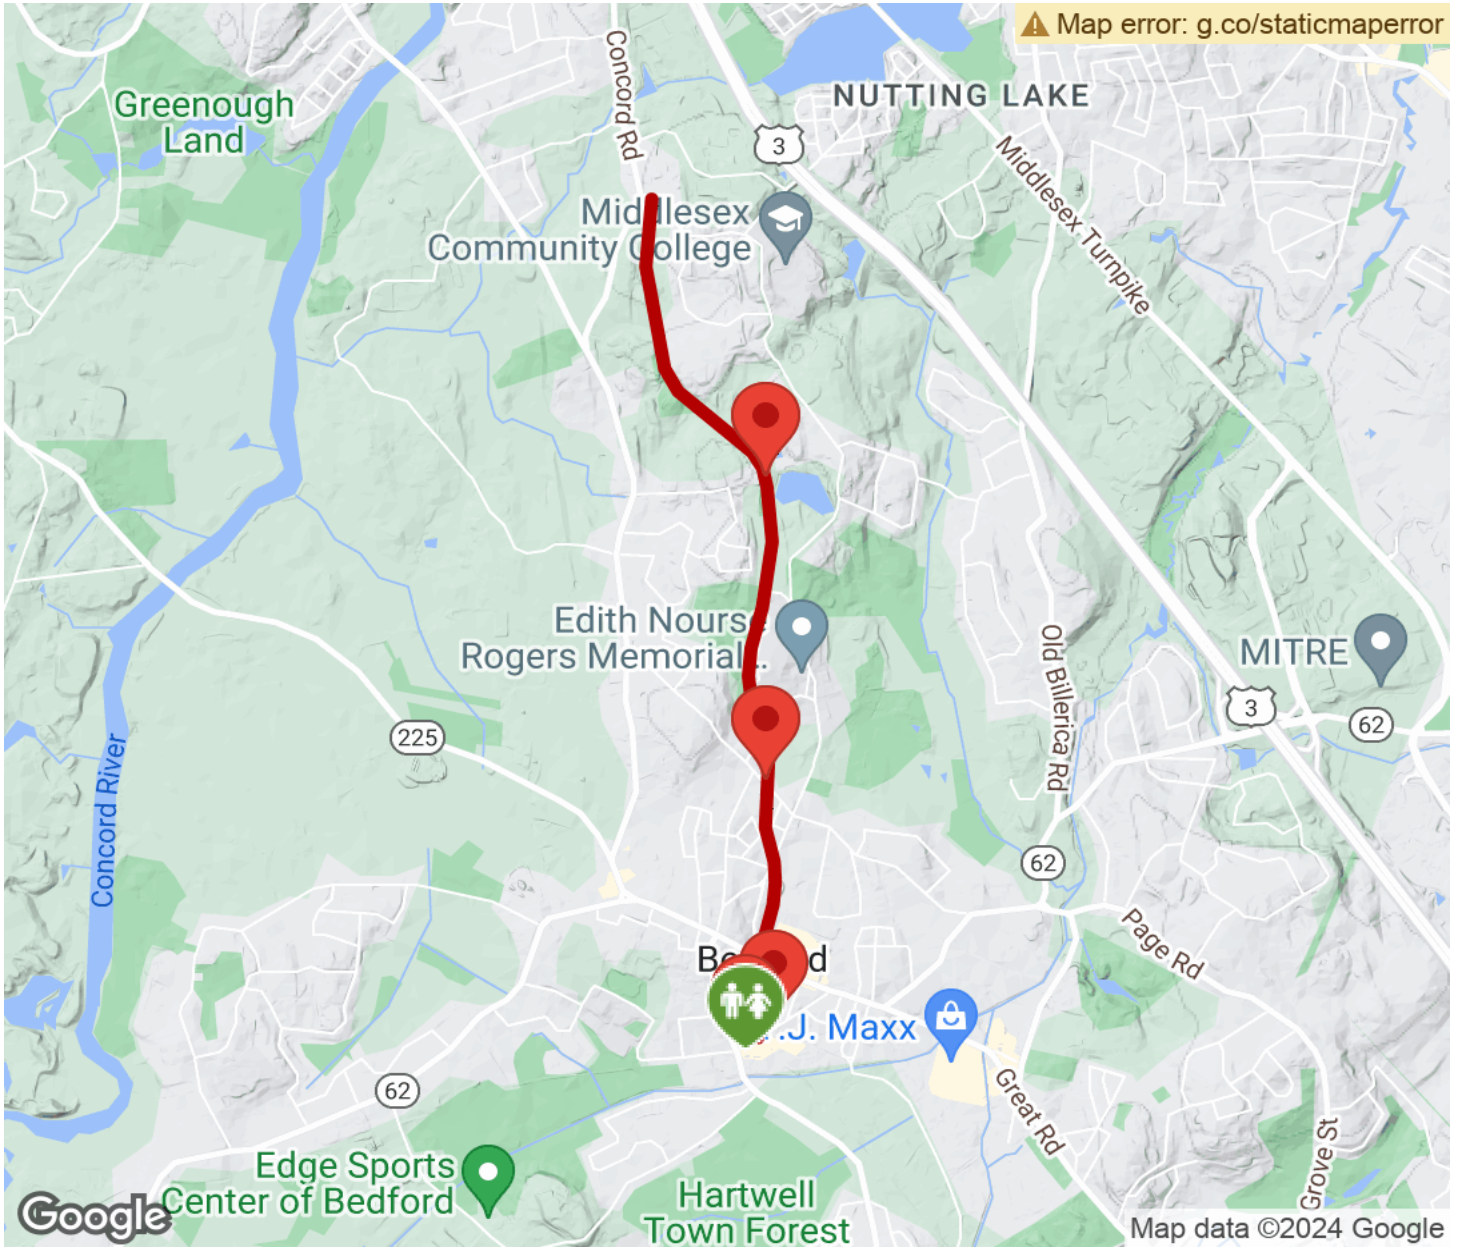 Map error: g.co/staticmaperror
Concord Rd
Greenough
Land
NUTTING LAKE
3
Middlesex Turnpike
Middlesex
Community College
Edith Nourse
Rogers Memorial...
Old Billerica Rd
MITRE
3
62
225
Concord River
62
Page Rd
.J. Maxx
62
Great Rd
Grove St
Edge Sports
Center of Bedford
Hartwell
Town Forest
Google
Map data ©2024 Google